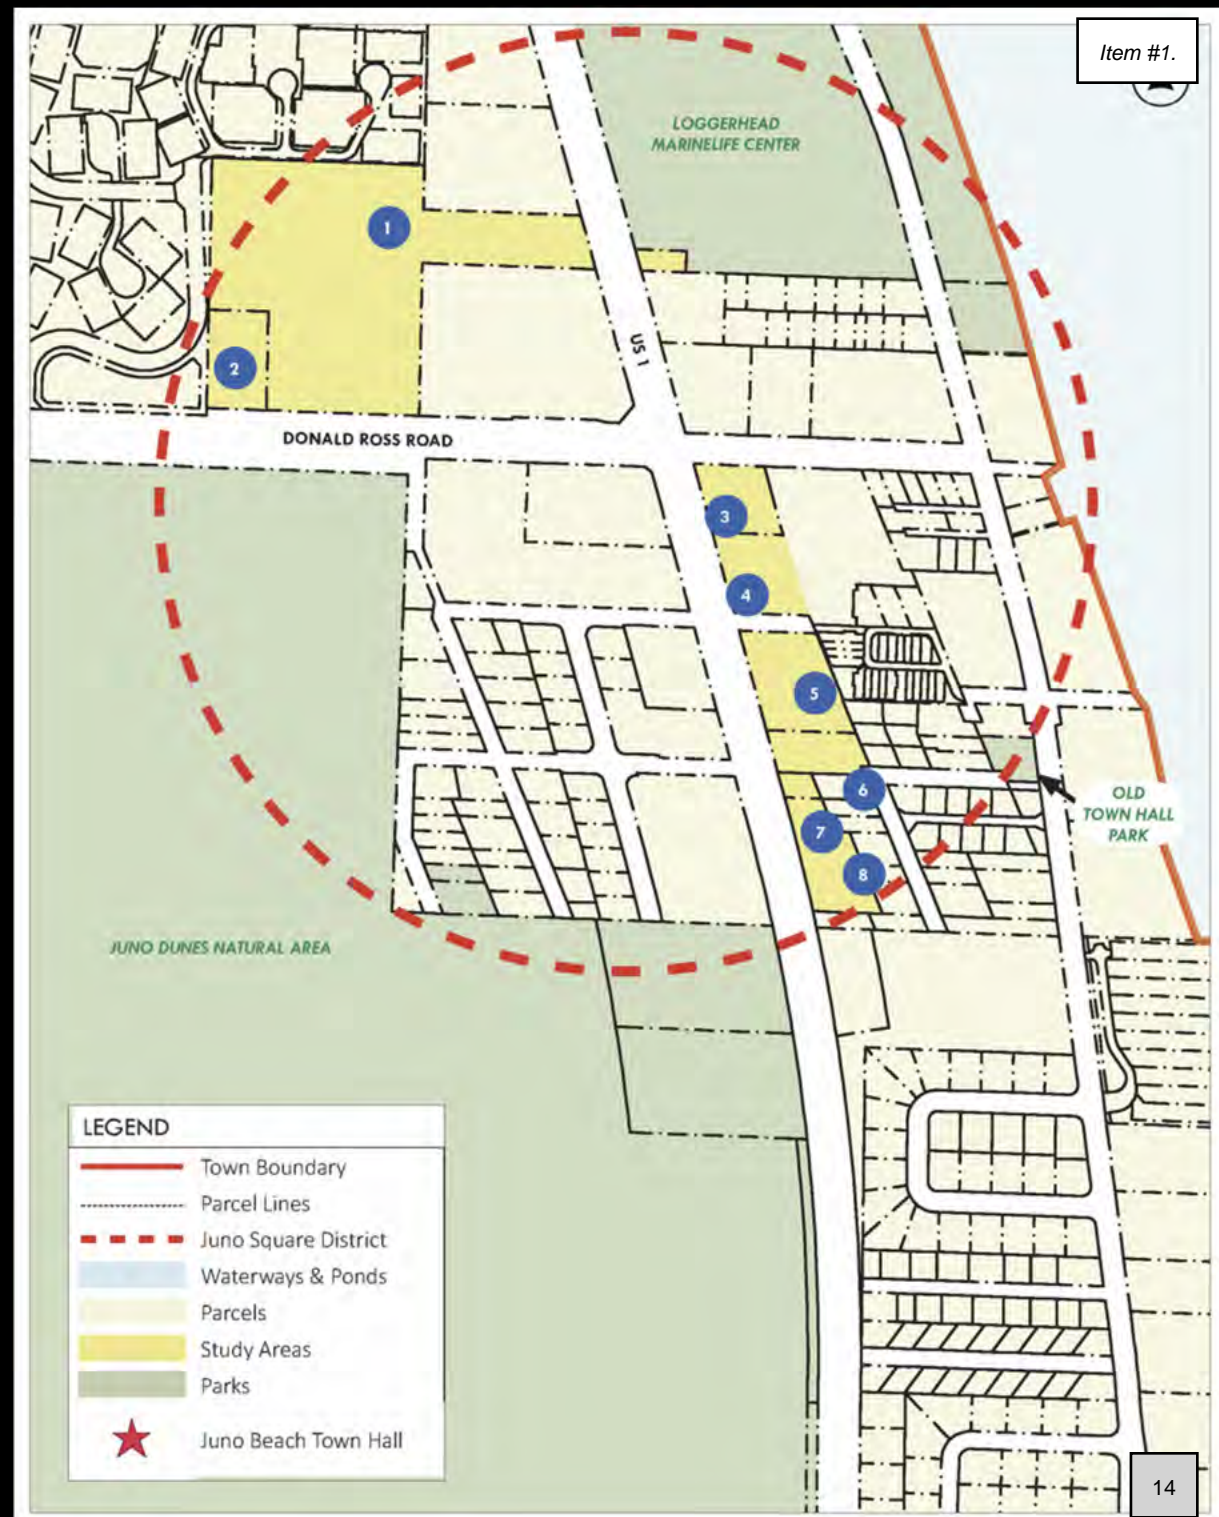 Item #1.
LOGGERHEAD
MARINELIFE CENTER
1
2
US 1
DONALD ROSS ROAD
3
4
5
6
7
8
OLD
TOWN HALL
PARK
JUNO DUNES NATURAL AREA
LEGEND
Town Boundary
Parcel Lines
Juno Square District
Waterways & Ponds
Parcels
Study Areas
Parks
Juno Beach Town Hall
14